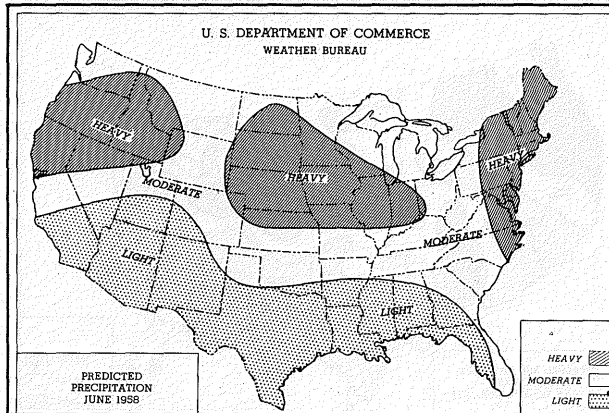 U. S. DEPARTMENT OF COMMERCE
WEATHER BUREAU
HEAVY
HEAVY
HEAVY
MODERATE
MODERATE
LIGHT
LIGHT
PREDICTED
PRECIPITATION
JUNE 1958
HEAVY
MODERATE
LIGHT